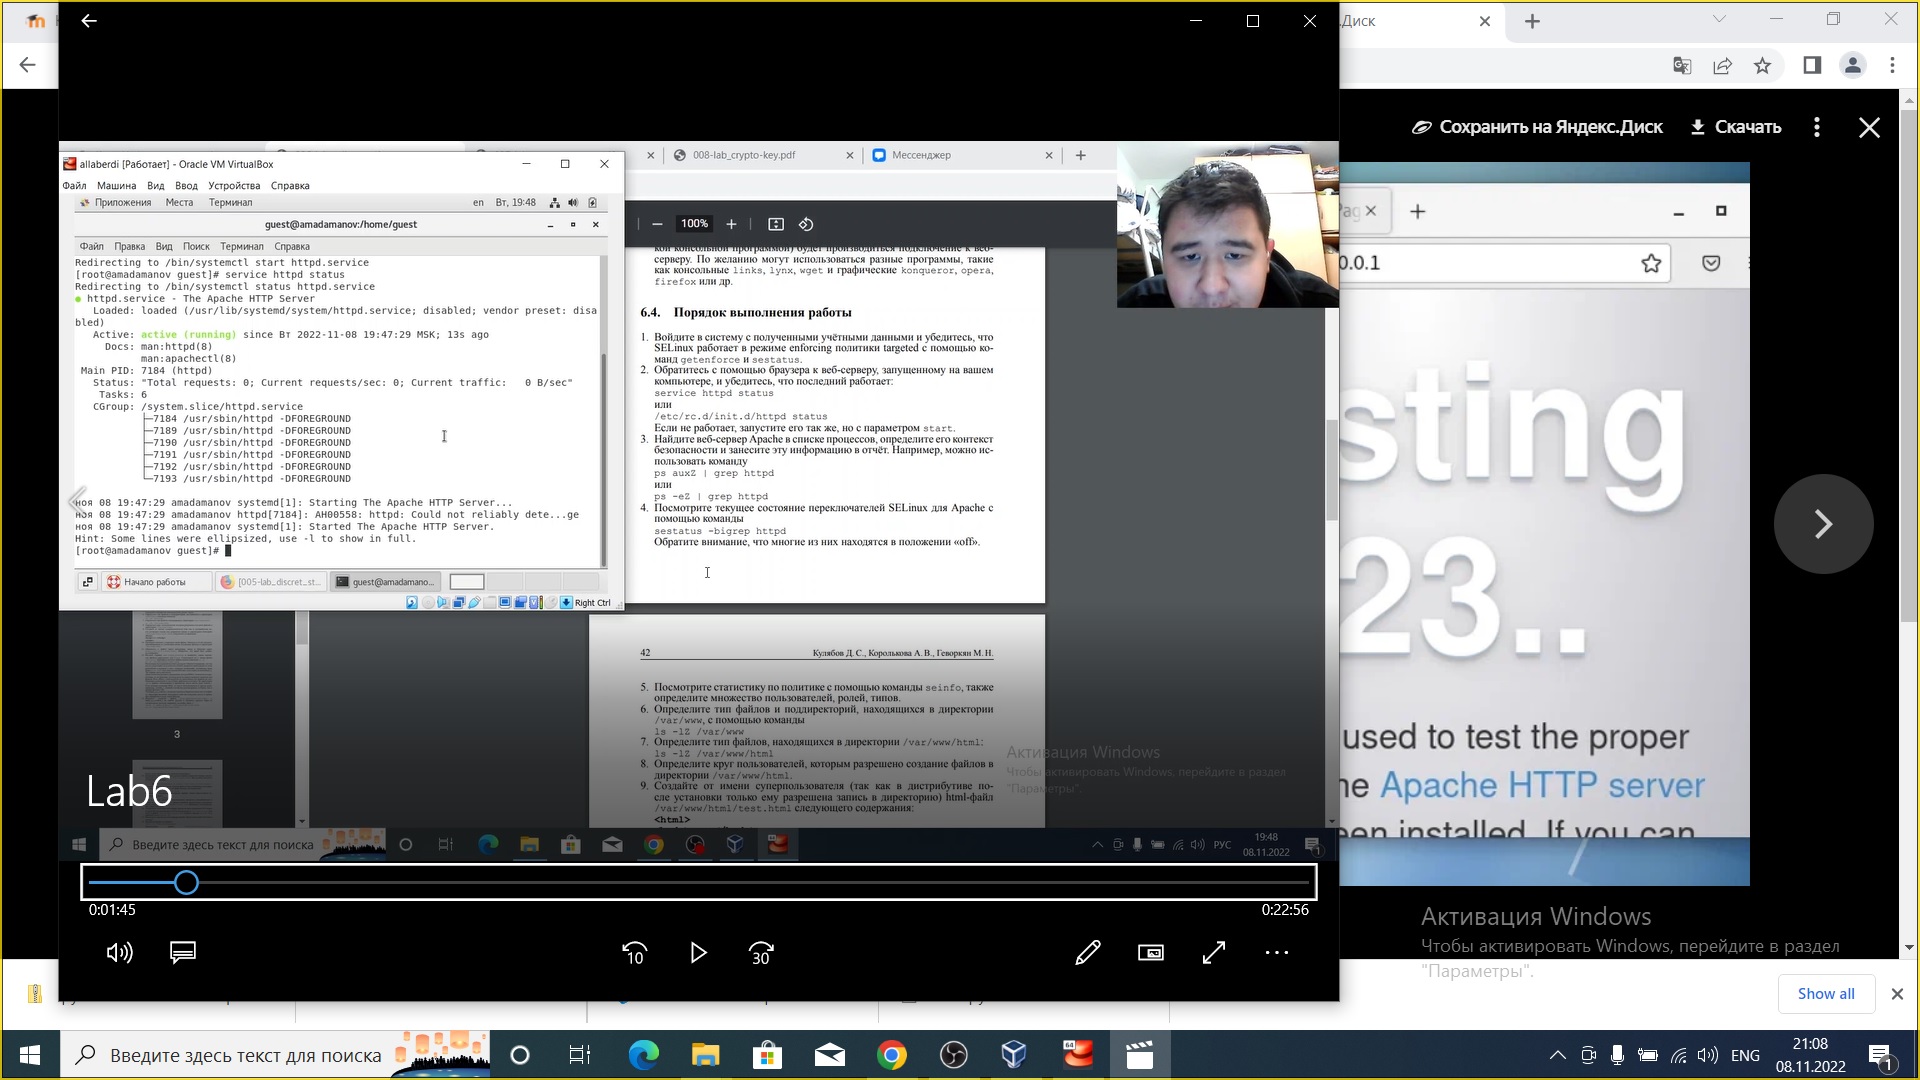 .Диск
Сохранить на Яндекс.Диск
Скачать
allaberdi [Работает] - Oracle VM VirtualBox
Файл Машина Вид Ввод Устройства Справка
Приложения Места Терминал en Вт, 19:48
guest@amadamanov:/home/guest
Файл Правка Вид Поиск Терминал Справка
Redirecting to /bin/systemctl start httpd.service
[root@amadamanov guest]# service httpd status
Redirecting to /bin/systemctl status httpd.service
● httpd.service - The Apache HTTP Server
Loaded: loaded (/usr/lib/systemd/system/httpd.service; disabled; vendor preset: disa
bled)
Active: active (running) since Вт 2022-11-08 19:47:29 MSK; 13s ago
Docs: man:httpd(8)
man:apachectl(8)
Main PID: 7184 (httpd)
Status: "Total requests: 0; Current requests/sec: 0; Current traffic: 0 B/sec"
Tasks: 6
CGroup: /system.slice/httpd.service
├─7184 /usr/sbin/httpd -DFOREGROUND
├─7189 /usr/sbin/httpd -DFOREGROUND
├─7190 /usr/sbin/httpd -DFOREGROUND
├─7191 /usr/sbin/httpd -DFOREGROUND
├─7192 /usr/sbin/httpd -DFOREGROUND
└─7193 /usr/sbin/httpd -DFOREGROUND
ноя 08 19:47:29 amadamanov systemd[1]: Starting The Apache HTTP Server...
ноя 08 19:47:29 amadamanov httpd[7184]: AH00558: httpd: Could not reliably dete...ge
ноя 08 19:47:29 amadamanov systemd[1]: Started The Apache HTTP Server.
Hint: Some lines were ellipsized, use -l to show in full.
[root@amadamanov guest]#
Начало работы
[005-lab_discret_st...
guest@amadamano...
Right Ctrl
008-lab_crypto-key.pdf
Мессенджер
100%
кой консольной программой) будет производиться подключение к веб-
серверу. По желанию могут использоваться разные программы, такие
как консольные links, lynx, wget и графические konqueror, opera,
firefox или др.
6.4. Порядок выполнения работы
1. Войдите в систему с полученными учётными данными и убедитесь, что
SELinux работает в режиме enforcing политики targeted с помощью ко-
манд getenforce и sestatus.
2. Обратитесь с помощью браузера к веб-серверу, запущенному на вашем
компьютере, и убедитесь, что последний работает:
service httpd status
или
/etc/rc.d/init.d/httpd status
Если не работает, запустите его так же, но с параметром start.
3. Найдите веб-сервер Apache в списке процессов, определите его контекст
безопасности и занесите эту информацию в отчёт. Например, можно ис-
пользовать команду
ps auxZ | grep httpd
или
ps -eZ | grep httpd
4. Посмотрите текущее состояние переключателей SELinux для Apache с
помощью команды
sestatus -bigrep httpd
Обратите внимание, что многие из них находятся в положении «off».
42 Кулябов Д. С., Королькова А. В., Геворкян М. Н.
5. Посмотрите статистику по политике с помощью команды seinfo, также
определите множество пользователей, ролей, типов.
6. Определите тип файлов и поддиректорий, находящихся в директории
/var/www, с помощью команды
ls -lZ /var/www
7. Определите тип файлов, находящихся в директории /var/www/html:
ls -lZ /var/www/html
8. Определите круг пользователей, которым разрешено создание файлов в
директории /var/www/html.
9. Создайте от имени суперпользователя (так как в дистрибутиве по-
сле установки только ему разрешена запись в директорию) html-файл
/var/www/html/test.html следующего содержания:
<html>
3
Активация Windows
Чтобы активировать Windows, перейдите в раздел
"Параметры".
Lab6
Введите здесь текст для поиска
РУС
19:48
08.11.2022
1
0:01:45
0:22:56
10
30
Pag
0.0.1
sting
23..
used to test the proper
he Apache HTTP server
een installed. If you can
Активация Windows
Чтобы активировать Windows, перейдите в раздел
"Параметры".
Show all
Введите здесь текст для поиска
64
ENG
21:08
08.11.2022
1